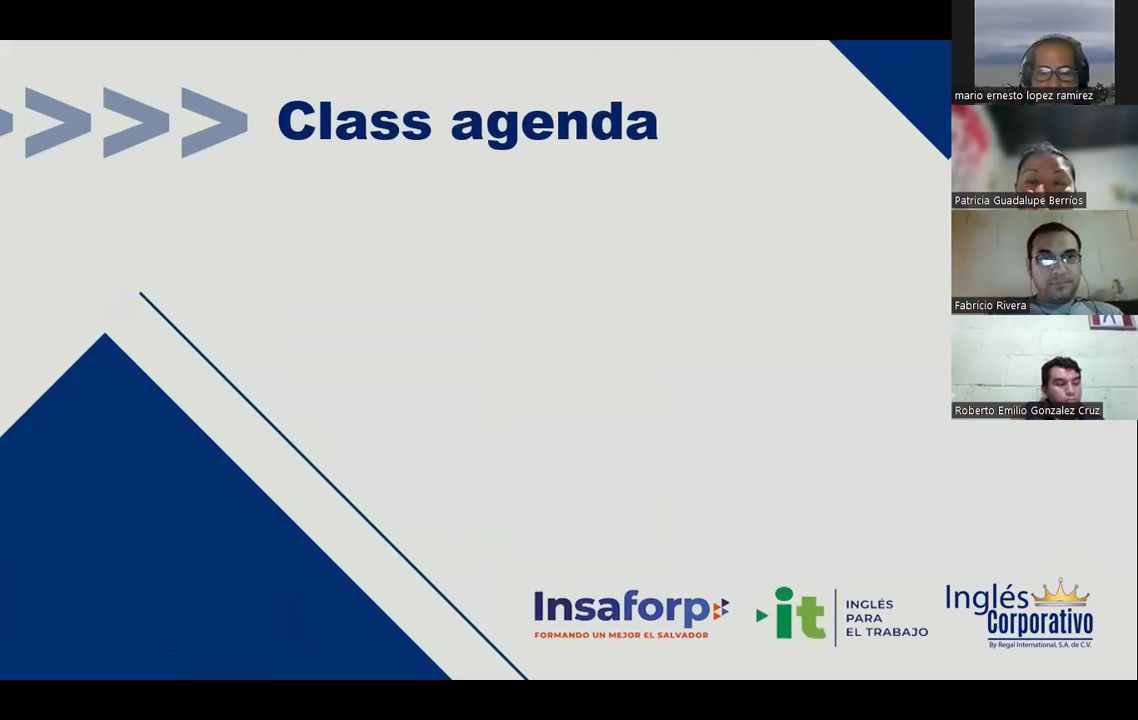 Class agenda
mario ernesto lopez ramirez
Patricia Guadalupe Berrios
Fabricio Rivera
Roberto Emilio Gonzalez Cruz
Insaforp
FORMANDO UN MEJOR EL SALVADOR
it
INGLÉS
PARA
EL TRABAJO
Inglés
Corporativo
By Regal International, S.A. de C.V.